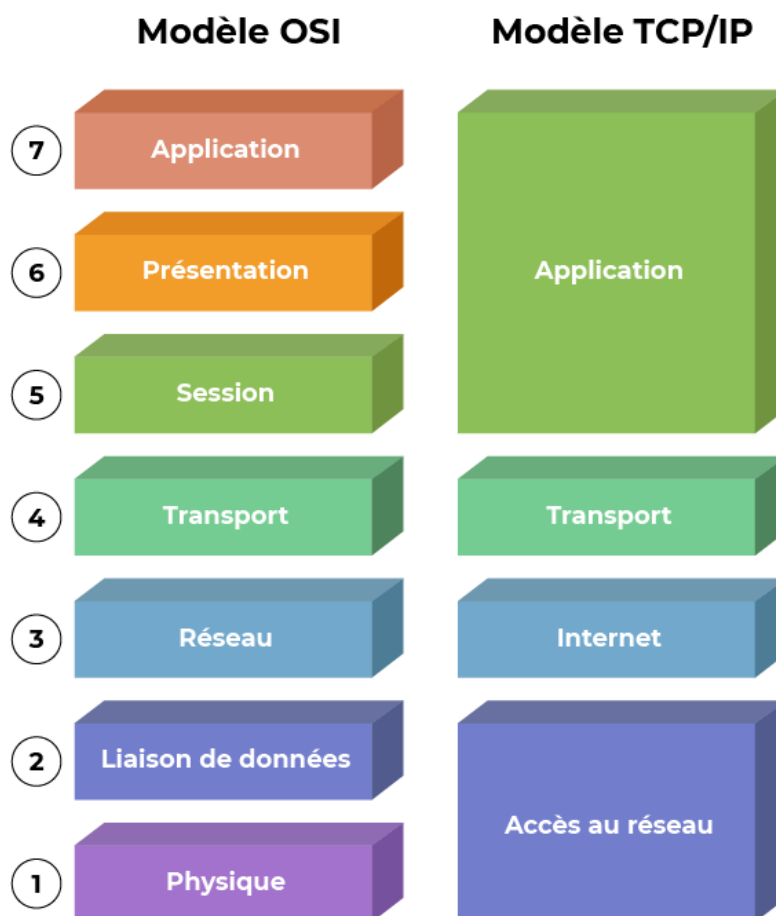 Modèle OSI
Modèle TCP/IP
7
Application
6
Présentation
Application
5
Session
4
Transport
Transport
3
Réseau
Internet
2
Liaison de données
Accès au réseau
1
Physique